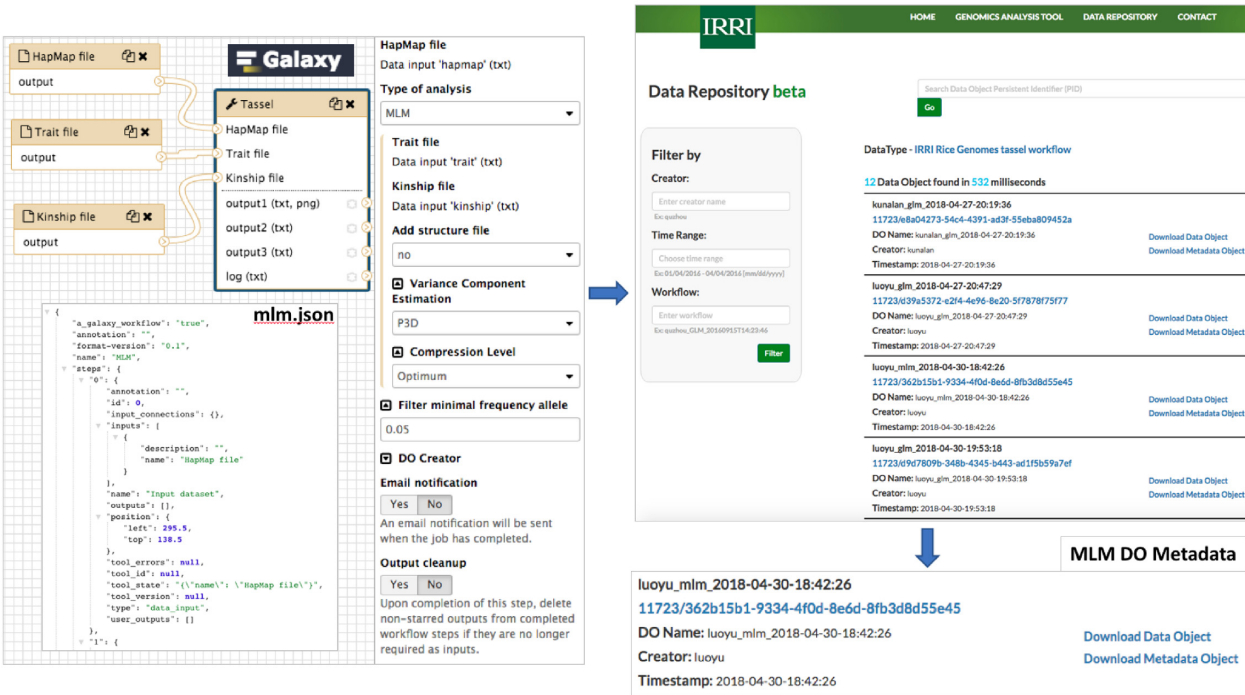 HapMap file
output
Trait file
output
Kinship file
output
Galaxy
Tassel
HapMap file
Trait file
Kinship file
output1 (txt, png)
output2 (txt)
output3 (txt)
log (txt)
mlm.json
{
"a_galaxy_workflow": "true",
"annotation": "",
"format-version": "0.1",
"name": "MLM",
"steps": {
"0": {
"annotation": "",
"id": 0,
"input_connections": {},
"inputs": [
{
"description": "",
"name": "HapMap file"
}
],
"name": "Input dataset",
"outputs": [],
"position": {
"left": 295.5,
"top": 138.5
},
"tool_errors": null,
"tool_id": null,
"tool_state": "{\"name\": \"HapMap file\"}",
"tool_version": null,
"type": "data_input",
"user_outputs": []
},
"1": {
HapMap file
Data input 'hapmap' (txt)
Type of analysis
MLM
Trait file
Data input 'trait' (txt)
Kinship file
Data input 'kinship' (txt)
Add structure file
no
Variance Component
Estimation
P3D
Compression Level
Optimum
Filter minimal frequency allele
0.05
DO Creator
Email notification
Yes No
An email notification will be sent
when the job has completed.
Output cleanup
Yes No
Upon completion of this step, delete
non-starred outputs from completed
workflow steps if they are no longer
required as inputs.
IRRI
HOME GENOMICS ANALYSIS TOOL DATA REPOSITORY CONTACT
Data Repository beta
Search Data Object Persistent Identifier (PID)
Go
Filter by
Creator:
Enter creator name
Ex: quzhou
Time Range:
Choose time range
Ex: 01/04/2016 - 04/04/2016 [mm/dd/yyyy]
Workflow:
Enter workflow
Ex: quzhou_GLM_20160915T14:23:46
Filter
DataType - IRRI Rice Genomes tassel workflow
12 Data Object found in 532 milliseconds
kunalan_glm_2018-04-27-20:19:36
11723/e8a04273-54c4-4391-ad3f-55eba809452a
DO Name: kunalan_glm_2018-04-27-20:19:36 Download Data Object
Creator: kunalan Download Metadata Object
Timestamp: 2018-04-27-20:19:36
luoyu_glm_2018-04-27-20:47:29
11723/d39a5372-e2f4-4e96-8e20-5f7878f75f77
DO Name: luoyu_glm_2018-04-27-20:47:29 Download Data Object
Creator: luoyu Download Metadata Object
Timestamp: 2018-04-27-20:47:29
luoyu_mlm_2018-04-30-18:42:26
11723/362b15b1-9334-4f0d-8e6d-8fb3d8d55e45
DO Name: luoyu_mlm_2018-04-30-18:42:26 Download Data Object
Creator: luoyu Download Metadata Object
Timestamp: 2018-04-30-18:42:26
luoyu_glm_2018-04-30-19:53:18
11723/d9d7809b-348b-4345-b443-ad1f5b59a7ef
DO Name: luoyu_glm_2018-04-30-19:53:18 Download Data Object
Creator: luoyu Download Metadata Object
Timestamp: 2018-04-30-19:53:18
MLM DO Metadata
luoyu_mlm_2018-04-30-18:42:26
11723/362b15b1-9334-4f0d-8e6d-8fb3d8d55e45
DO Name: luoyu_mlm_2018-04-30-18:42:26 Download Data Object
Creator: luoyu Download Metadata Object
Timestamp: 2018-04-30-18:42:26